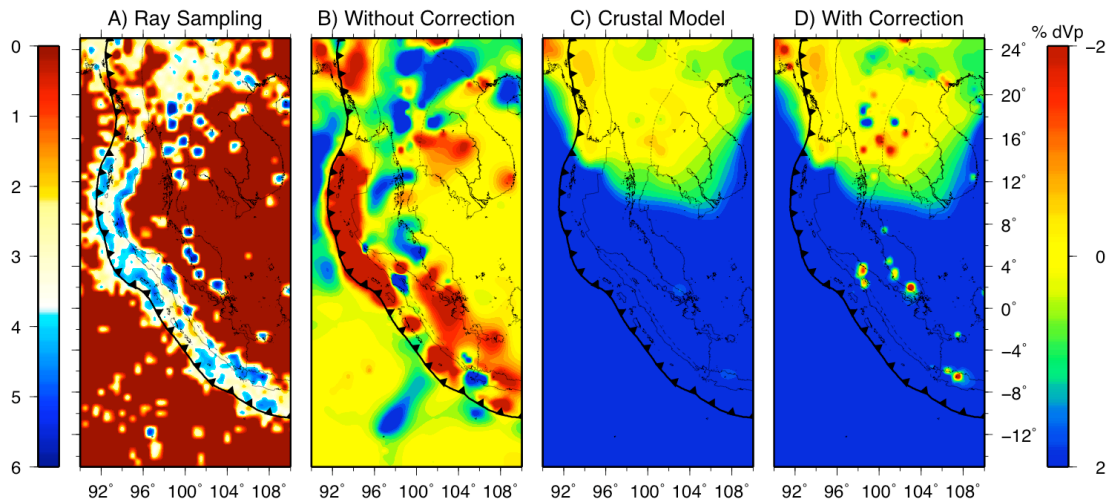 A) Ray Sampling B) Without Correction C) Crustal Model D) With Correction
% dVp
0 24° −2
20°
1
16°
2
12°
3 8° 0
4°
4 0°
−4°
5 −8°
−12°
6 2
92 96 100 104 108° 92 96 100 104 108° 92 96 100 104 108° 92 96 100 104 108°